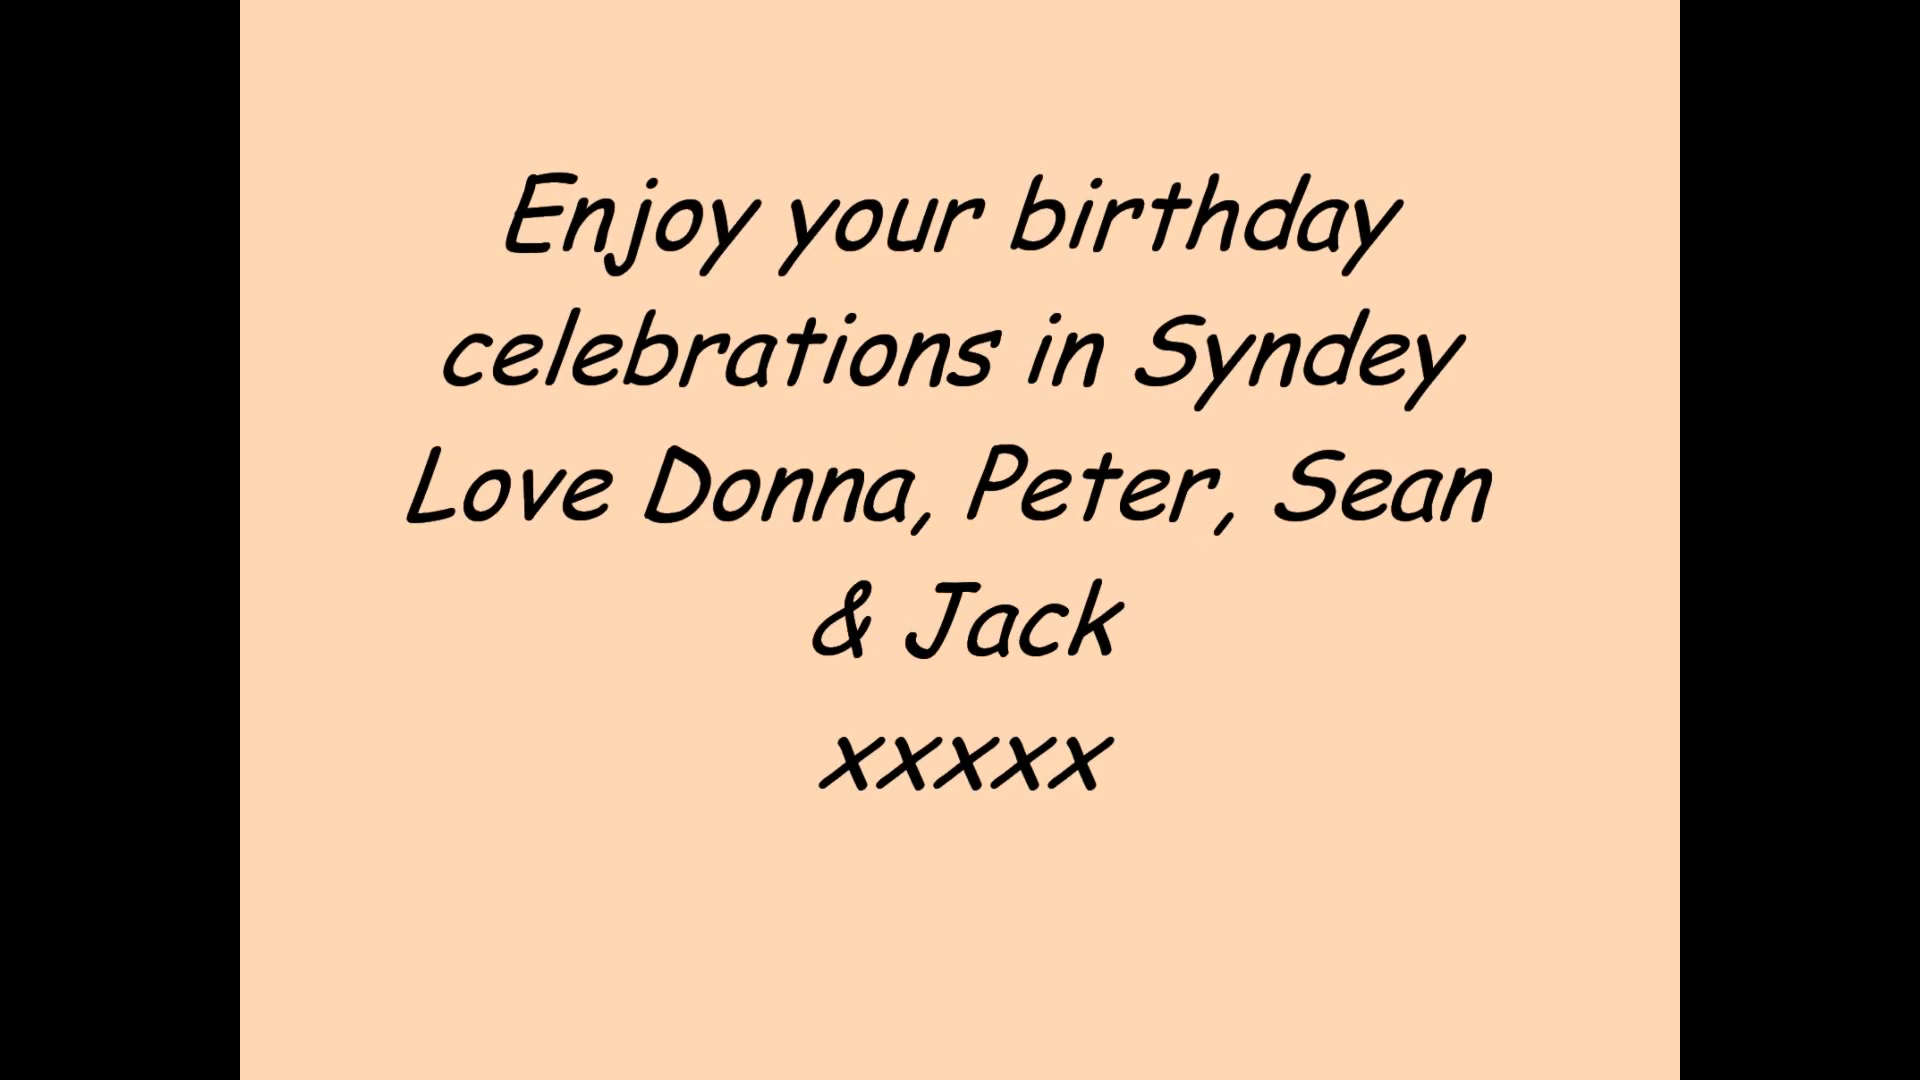 Enjoy your birthday
celebrations in Syndey
Love Donna, Peter, Sean
& Jack
xxxxx